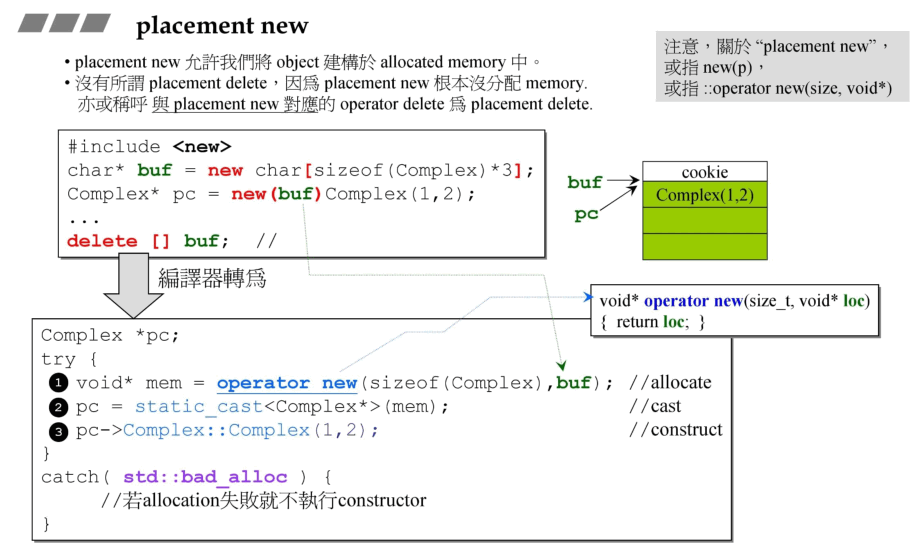 placement new
• placement new 允許我們將 object 建構於 allocated memory 中。
• 沒有所謂 placement delete，因為 placement new 根本沒分配 memory.
亦或稱呼 與 placement new 對應的 operator delete 為 placement delete.
注意，關於 “placement new”，
或指 new(p)，
或指 ::operator new(size, void*)
#include <new>
char* buf = new char[sizeof(Complex)*3];
Complex* pc = new(buf)Complex(1,2);
...
delete [] buf; //
buf
pc
cookie
Complex(1,2)
編譯器轉為
void* operator new(size_t, void* loc)
{ return loc; }
Complex *pc;
try {
1 void* mem = operator new(sizeof(Complex),buf); //allocate
2 pc = static_cast<Complex*>(mem); //cast
3 pc->Complex::Complex(1,2); //construct
}
catch( std::bad_alloc ) {
//若allocation失敗就不執行constructor
}